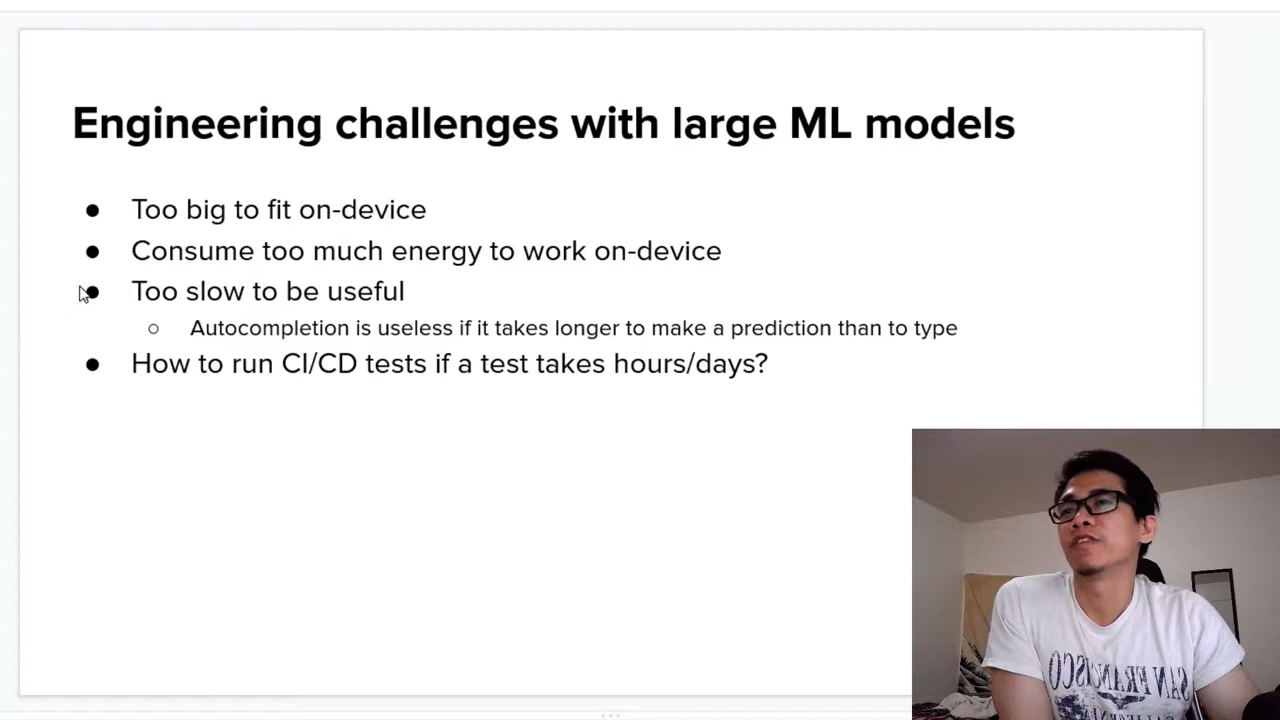 Engineering challenges with large ML models
● Too big to fit on-device
● Consume too much energy to work on-device
● Too slow to be useful
○ Autocompletion is useless if it takes longer to make a prediction than to type
● How to run CI/CD tests if a test takes hours/days?
SAN FRANCISCO